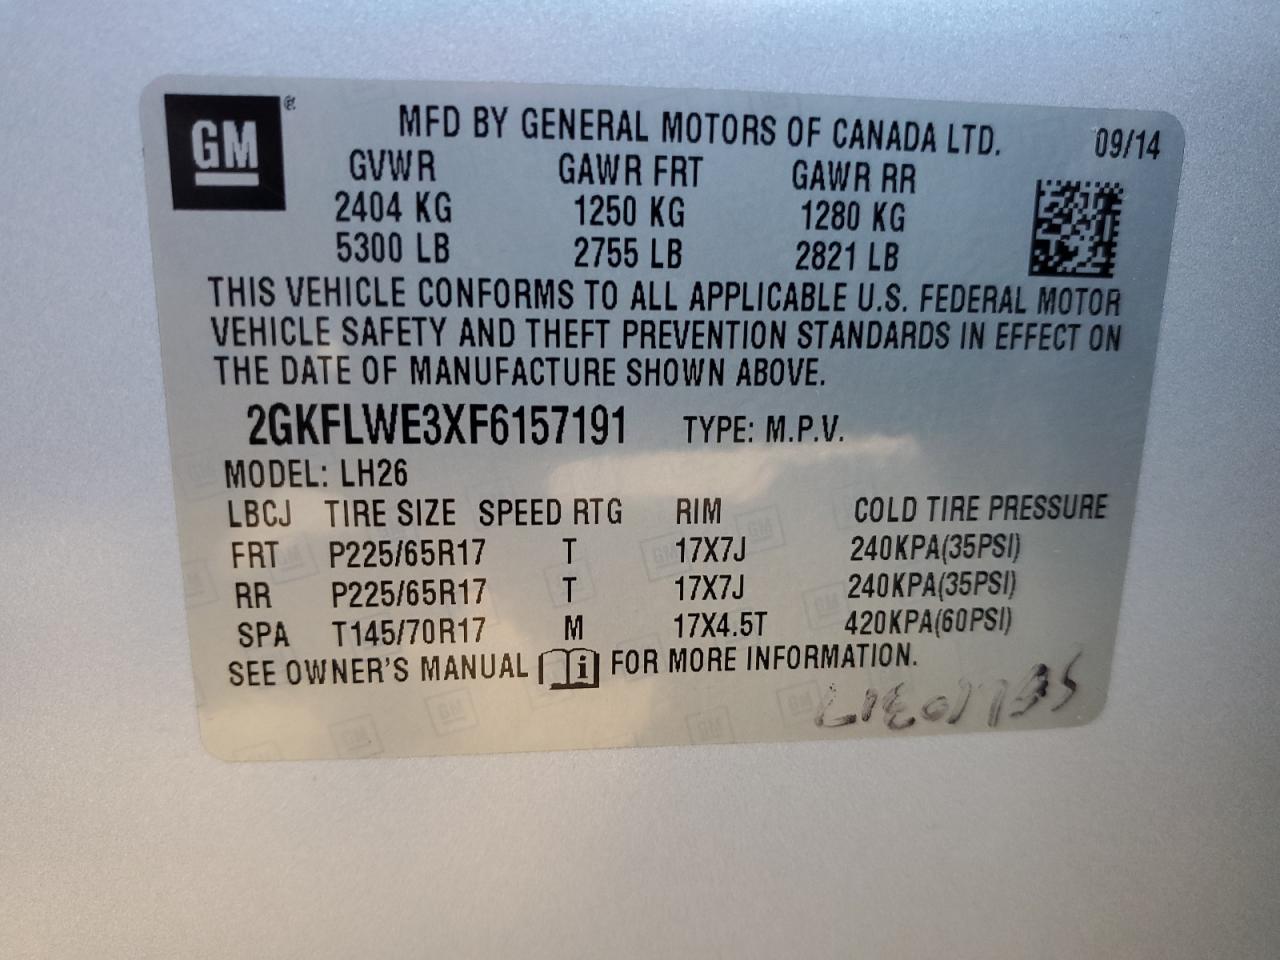 GM ®
MFD BY GENERAL MOTORS OF CANADA LTD. 09/14
GVWR GAWR FRT GAWR RR
2404 KG 1250 KG 1280 KG
5300 LB 2755 LB 2821 LB
THIS VEHICLE CONFORMS TO ALL APPLICABLE U.S. FEDERAL MOTOR
VEHICLE SAFETY AND THEFT PREVENTION STANDARDS IN EFFECT ON
THE DATE OF MANUFACTURE SHOWN ABOVE.
2GKFLWE3XF6157191 TYPE: M.P.V.
MODEL: LH26
LBCJ TIRE SIZE SPEED RTG RIM COLD TIRE PRESSURE
FRT P225/65R17 T 17X7J 240KPA(35PSI)
RR P225/65R17 T 17X7J 240KPA(35PSI)
SPA T145/70R17 M 17X4.5T 420KPA(60PSI)
SEE OWNER'S MANUAL i FOR MORE INFORMATION.